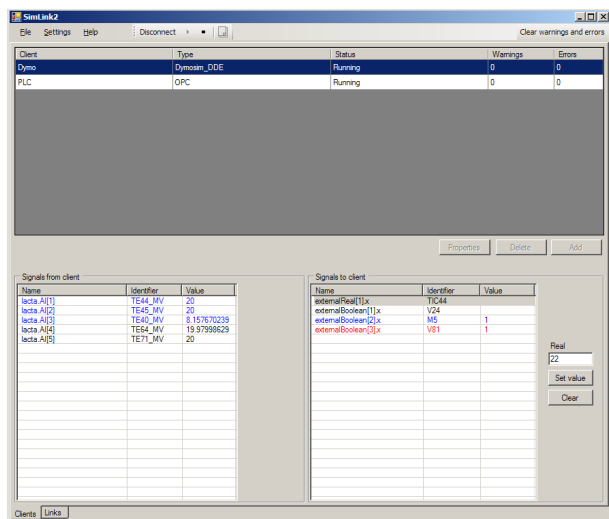 SimLink2
File Settings Help Disconnect Clear warnings and errors
Client Type Status Warnings Errors
Dymo Dymosim_DDE Running 0 0
PLC OPC Running 0 0
Properties Delete Add
Signals from client
Name Identifier Value
lacta.AI[1] TE44_MV 20
lacta.AI[2] TE45_MV 20
lacta.AI[3] TE40_MV 8.157670239
lacta.AI[4] TE64_MV 19.97998629
lacta.AI[5] TE71_MV 20
Signals to client
Name Identifier Value
externalReal[1].x TIC44
externalBoolean[1].x V24
externalBoolean[2].x M5 1
externalBoolean[3].x V81 1
Real
22
Set value
Clear
Clients Links